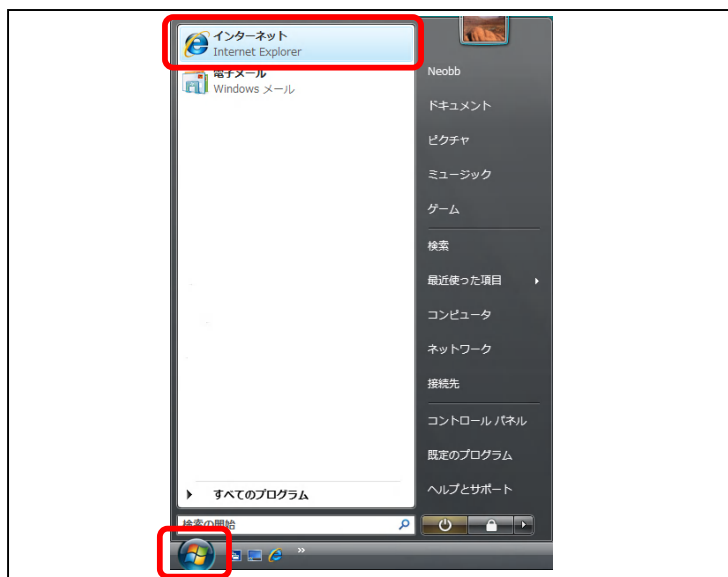 インターネット
Internet Explorer
電子メール
Windows メール
すべてのプログラム
検索の開始
Neobb
ドキュメント
ピクチャ
ミュージック
ゲーム
検索
最近使った項目
コンピュータ
ネットワーク
接続先
コントロール パネル
既定のプログラム
ヘルプとサポート